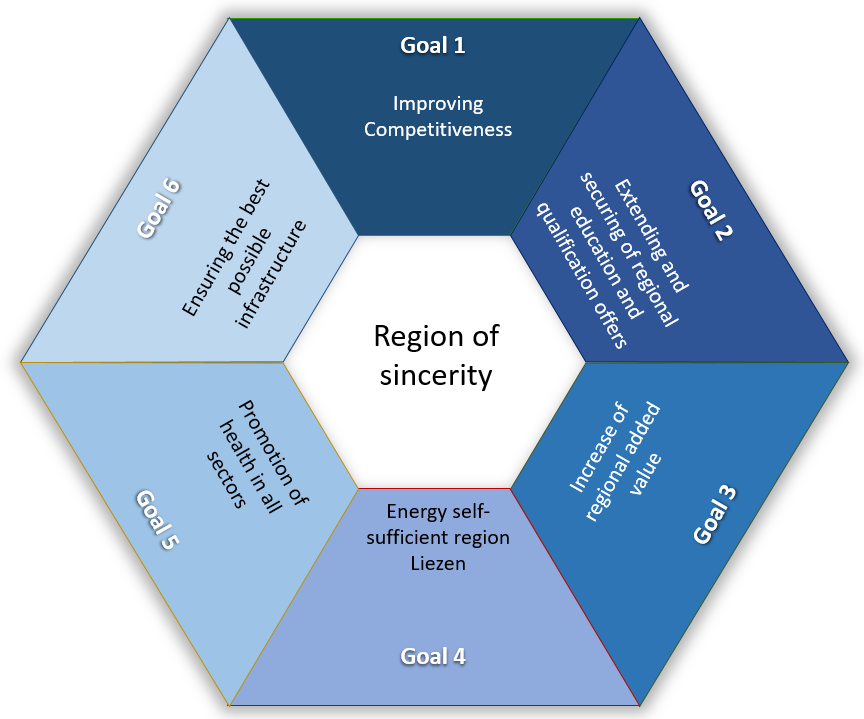 Goal 1
Improving
Competitiveness
Goal 2
Extending and
securing of regional
education and
qualification offers
Goal 3
Increase of
regional added
value
Goal 4
Energy self-
sufficient region
Liezen
Goal 5
Promotion of
health in all
sectors
Goal 6
Ensuring the best
possible
infrastructure
Region of
sincerity